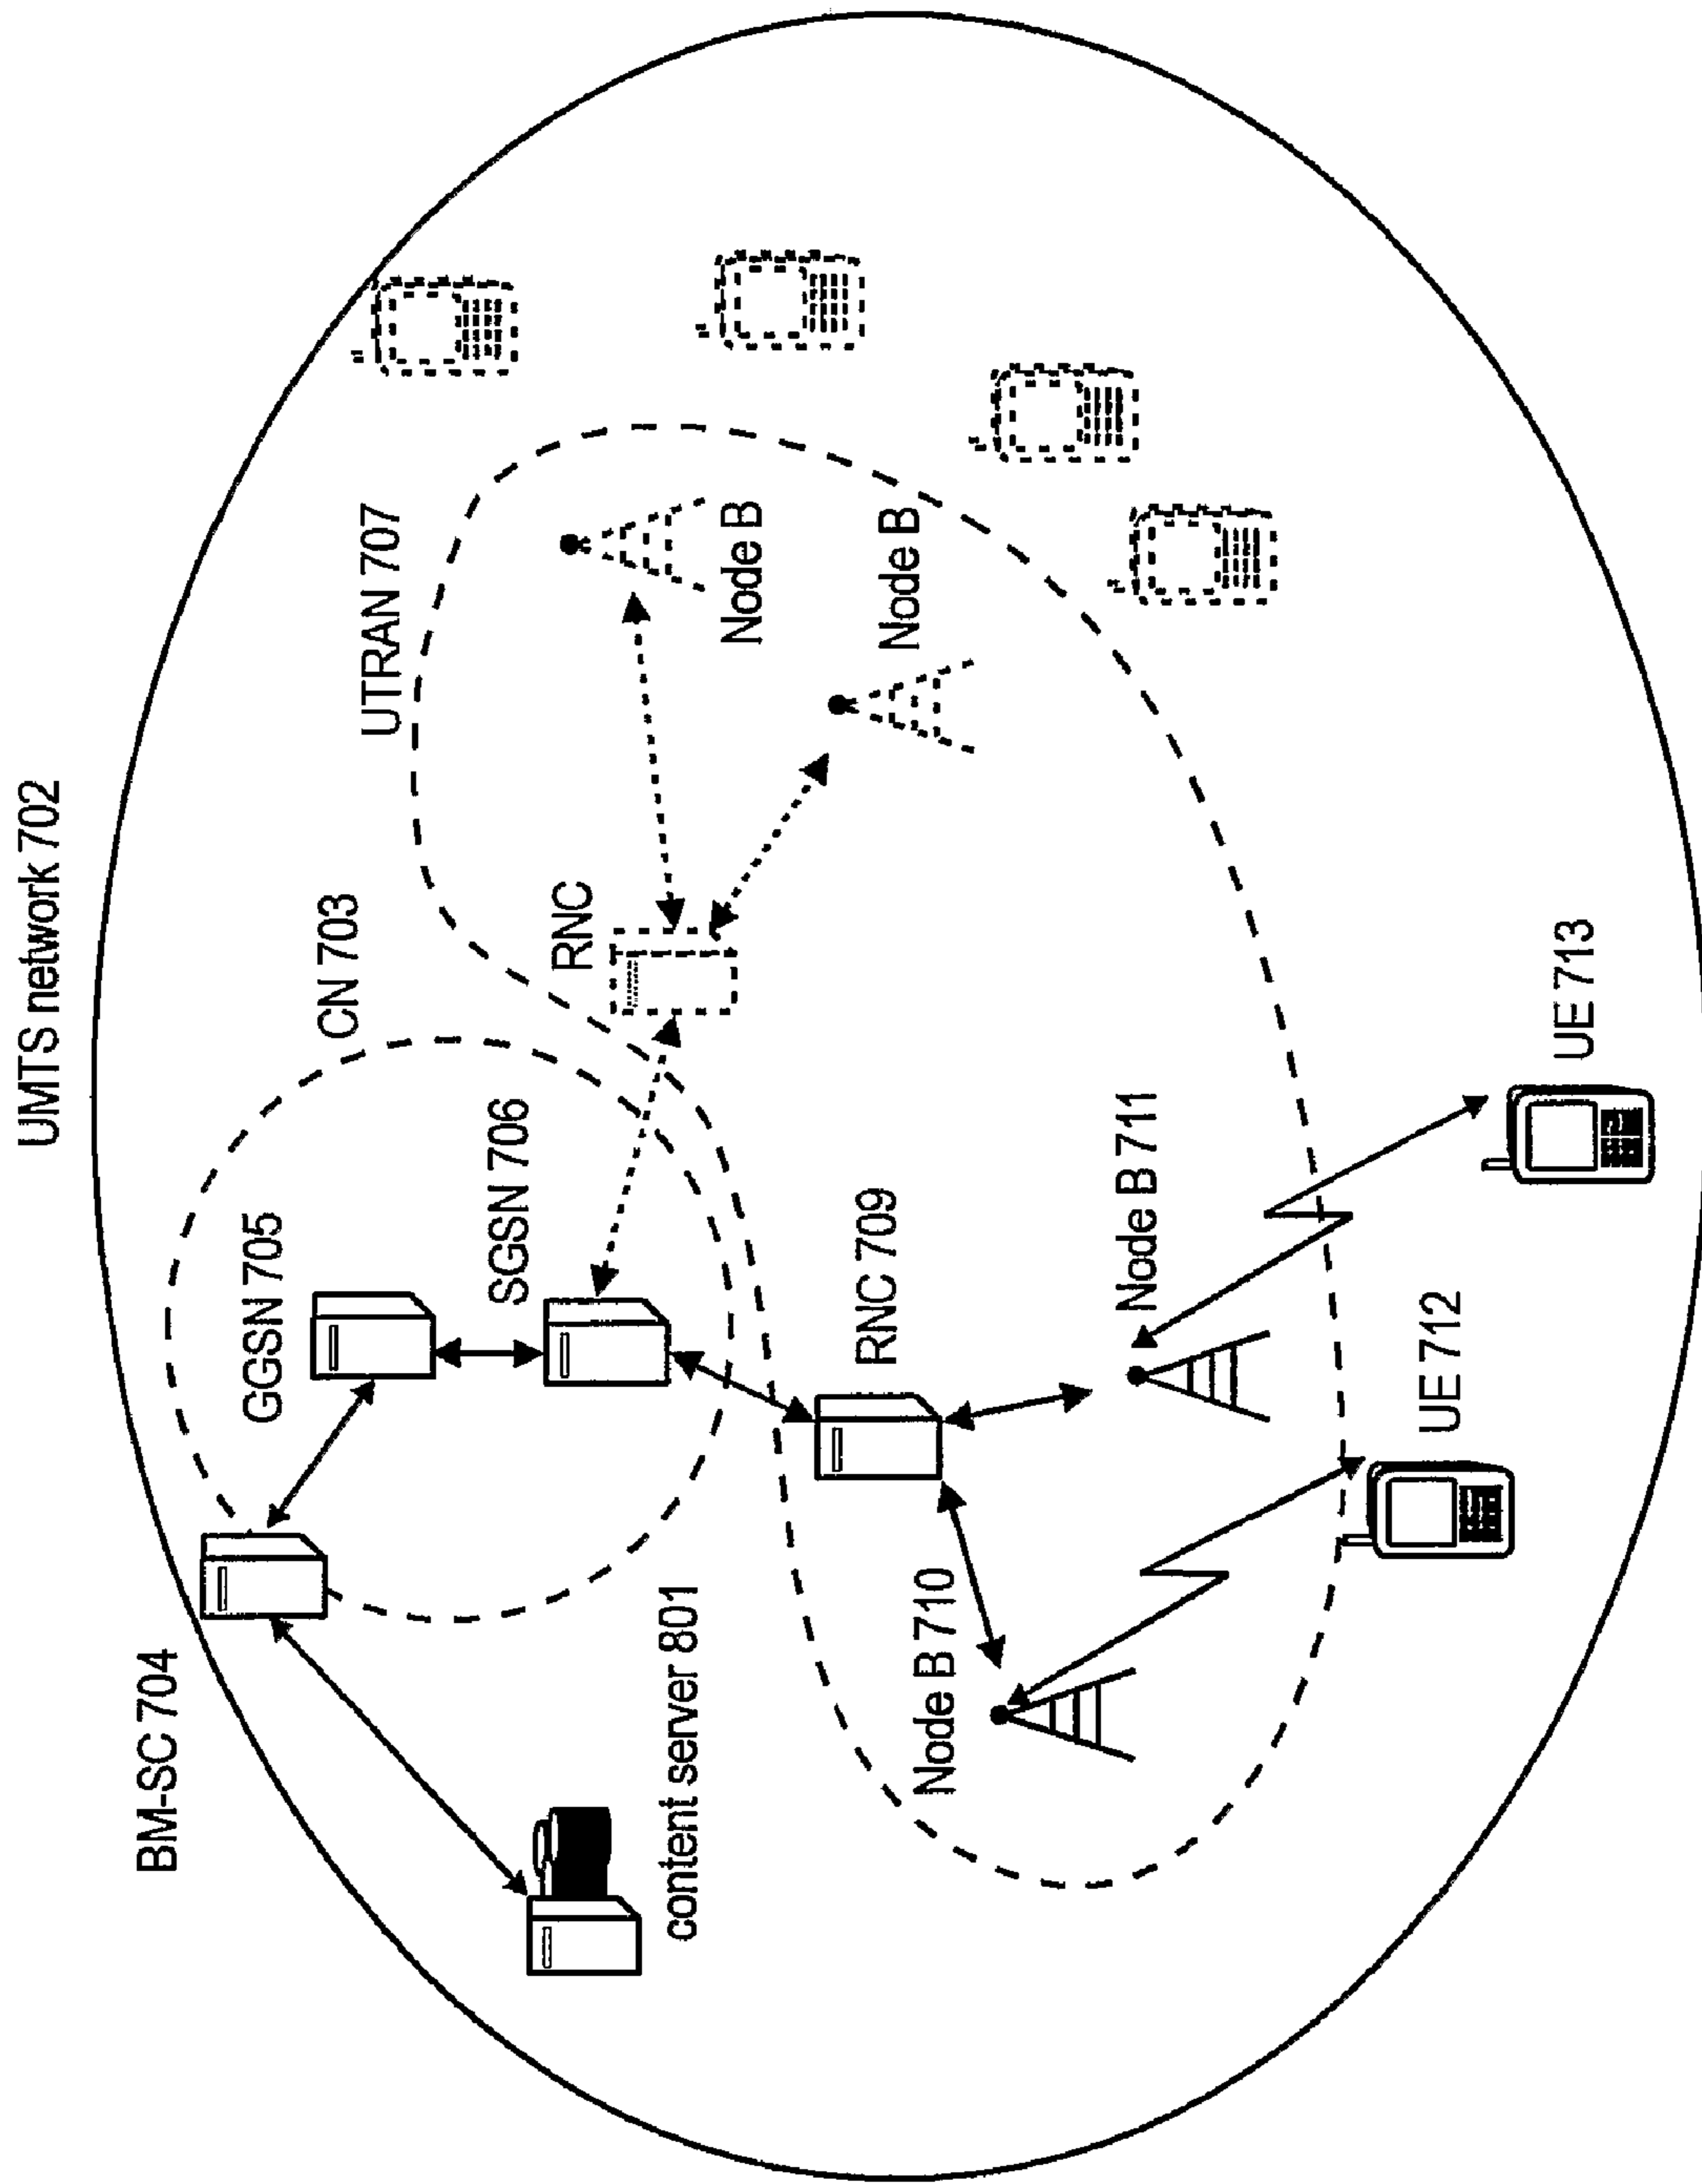 UMTS network 702
BM-SC 704
GGSN 705
CN 703
UTRAN 707
SGSN 706
RNC
content server 801
Node B
RNC 709
Node B
Node B 710
Node B 711
UE 712
UE 713